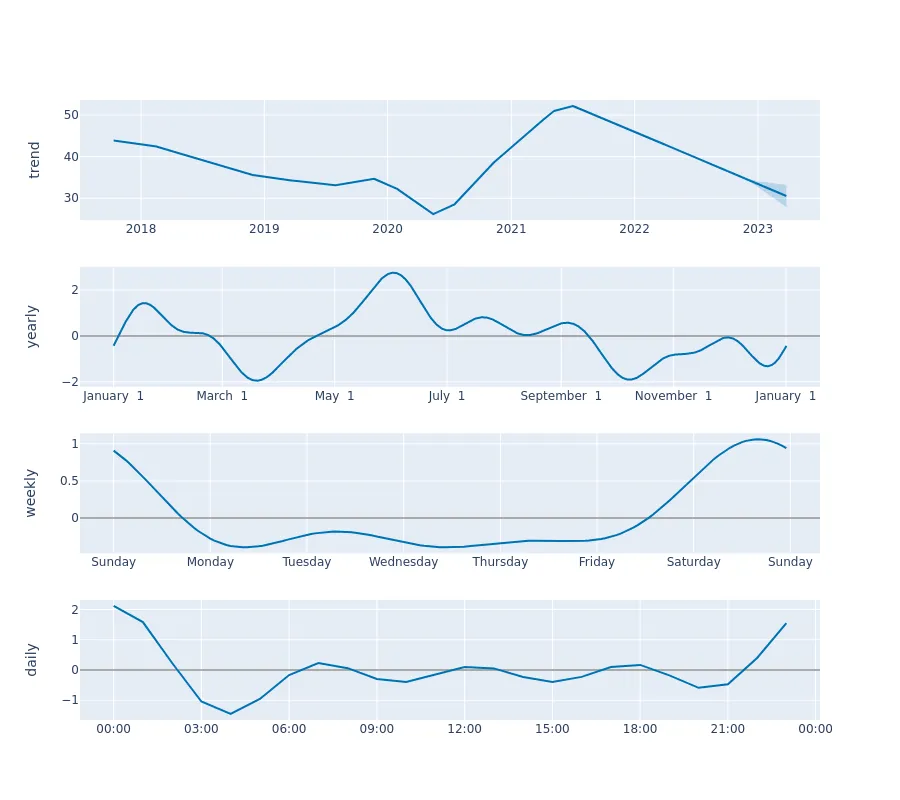 trend
50
40
30
2018 2019 2020 2021 2022 2023
yearly
2
0
−2
January 1 March 1 May 1 July 1 September 1 November 1 January 1
weekly
1
0.5
0
Sunday Monday Tuesday Wednesday Thursday Friday Saturday Sunday
daily
2
1
0
−1
00:00 03:00 06:00 09:00 12:00 15:00 18:00 21:00 00:00